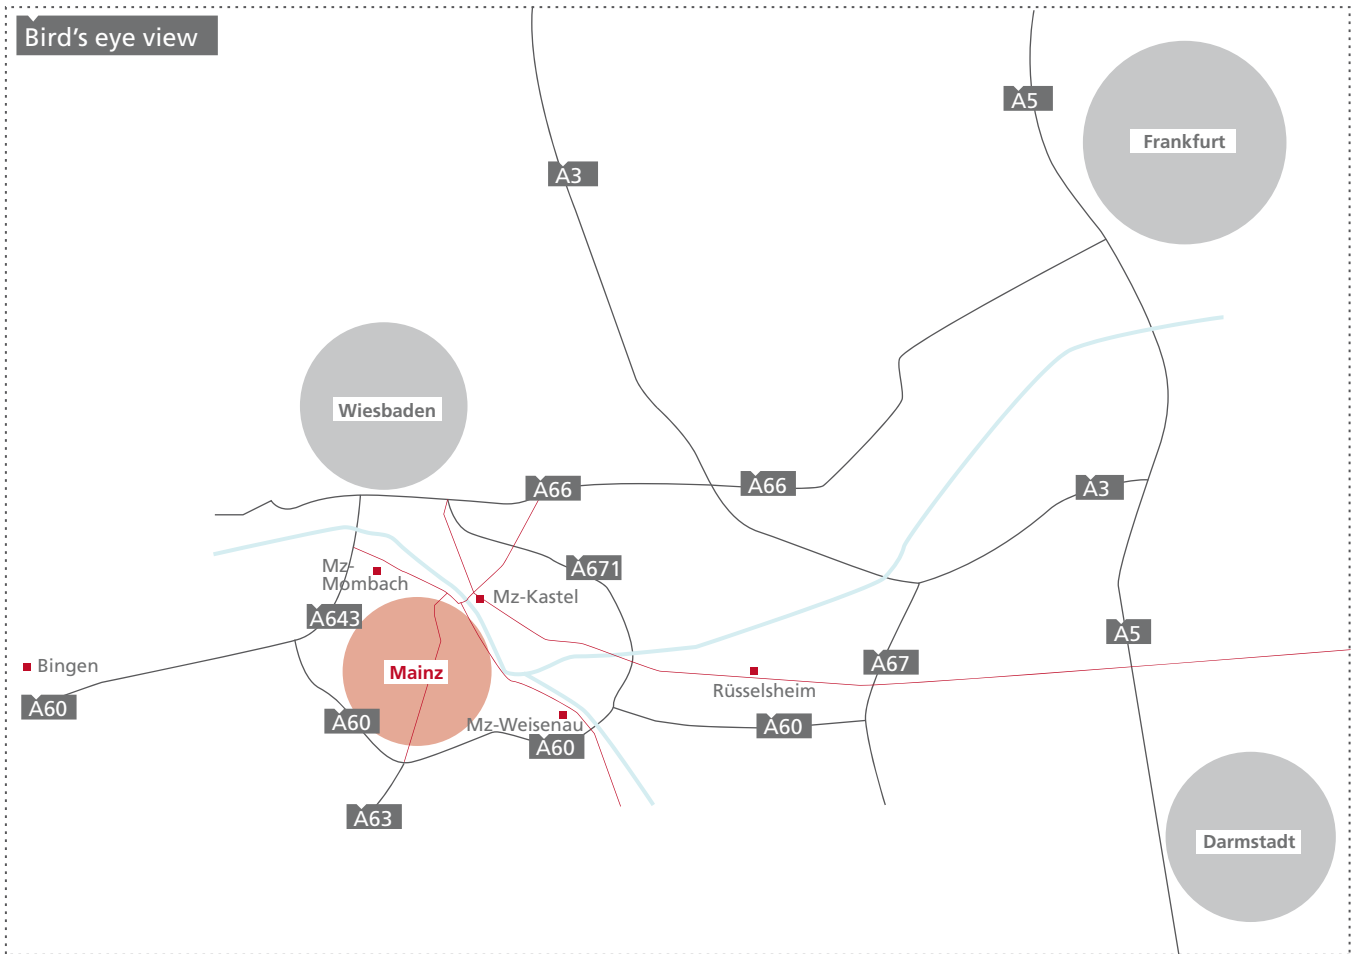 Bird’s eye view
A5
Frankfurt
A3
Wiesbaden
A66
A66
A3
Mz-
Mombach
A671
Mz-Kastel
A643
A5
Bingen
Mainz
A67
Rüsselsheim
A60
A60
Mz-Weisenau
A60
A60
A63
Darmstadt